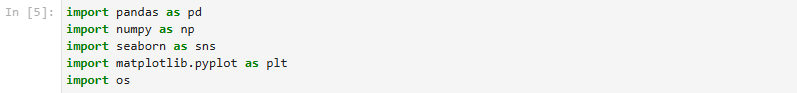 In [5]: import pandas as pd
import numpy as np
import seaborn as sns
import matplotlib.pyplot as plt
import os